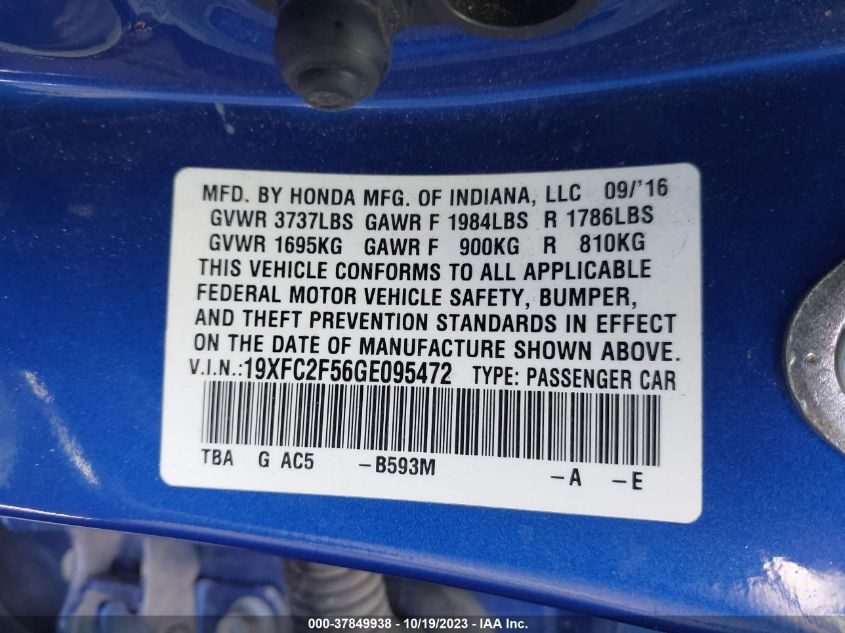 MFD. BY HONDA MFG. OF INDIANA, LLC 09/'16
GVWR 3737LBS GAWR F 1984LBS R 1786LBS
GVWR 1695KG GAWR F 900KG R 810KG
THIS VEHICLE CONFORMS TO ALL APPLICABLE
FEDERAL MOTOR VEHICLE SAFETY, BUMPER,
AND THEFT PREVENTION STANDARDS IN EFFECT
ON THE DATE OF MANUFACTURE SHOWN ABOVE.
V.I.N.:19XFC2F56GE095472 TYPE: PASSENGER CAR
TBA G AC5 -B593M -A -E
000-37849938 - 10/19/2023 - IAA Inc.